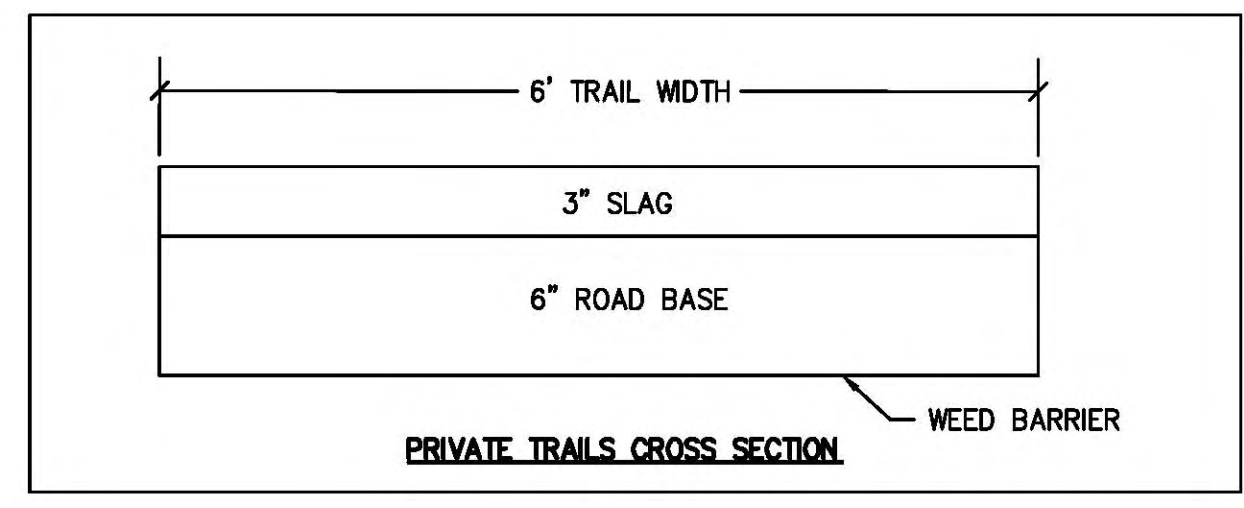 6' TRAIL WIDTH
3" SLAG
6" ROAD BASE
WEED BARRIER
PRIVATE TRAILS CROSS SECTION